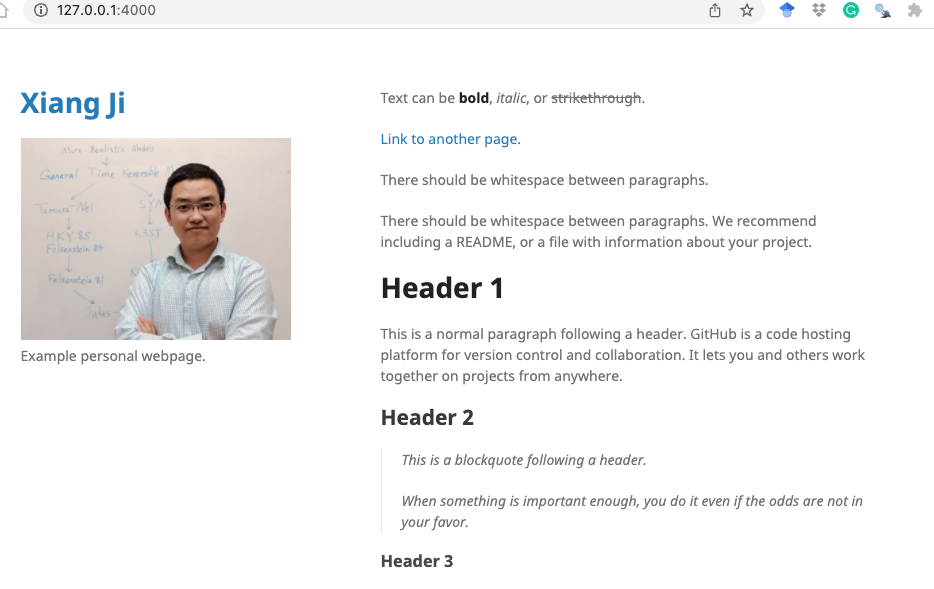 127.0.0.1:4000
Xiang Ji
More Realistic Models
General Time Reversible
Tamura-Nei
SYM
HKY 85
Felsenstein 84
K3ST
Felsenstein 81
Jukes-
Example personal webpage.
Text can be bold, italic, or strikethrough.
Link to another page.
There should be whitespace between paragraphs.
There should be whitespace between paragraphs. We recommend
including a README, or a file with information about your project.
Header 1
This is a normal paragraph following a header. GitHub is a code hosting
platform for version control and collaboration. It lets you and others work
together on projects from anywhere.
Header 2
This is a blockquote following a header.
When something is important enough, you do it even if the odds are not in
your favor.
Header 3